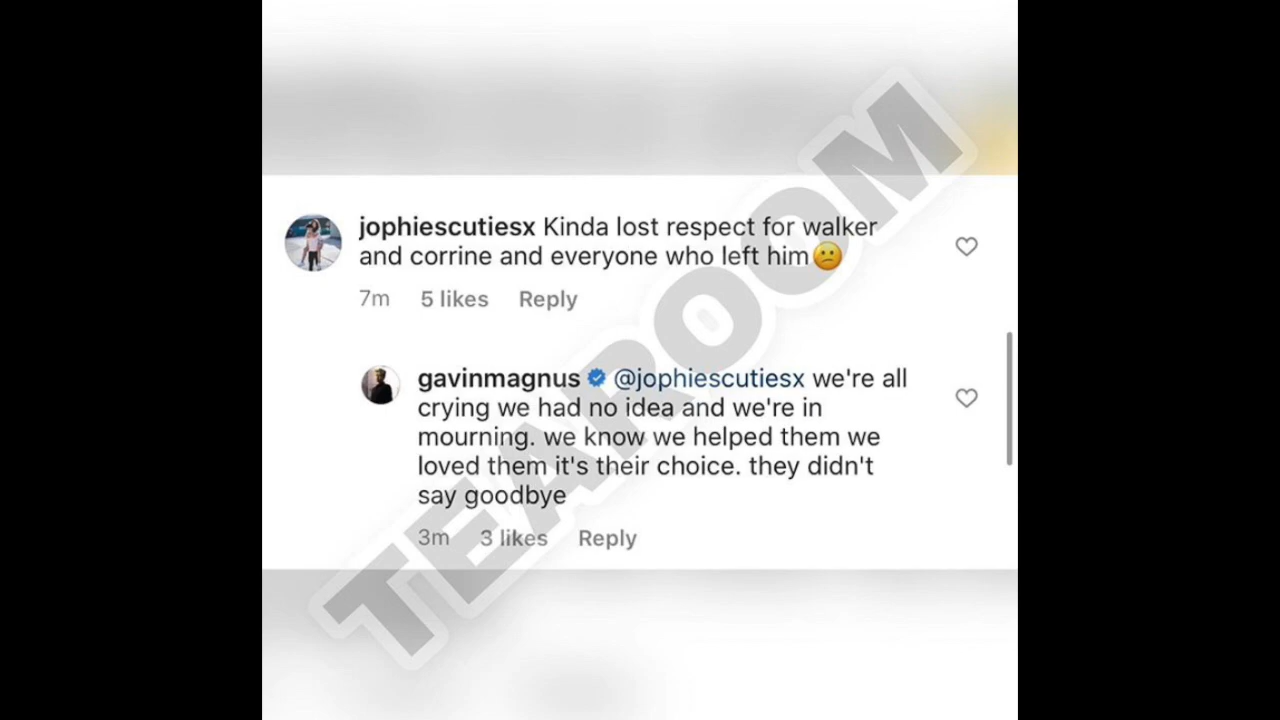 jophiescutiesx Kinda lost respect for walker
and corrine and everyone who left him😕
7m 5 likes Reply
gavinmagnus @jophiescutiesx we're all
crying we had no idea and we're in
mourning. we know we helped them we
loved them it's their choice. they didn't
say goodbye
3m 3 likes Reply
TEAROOM